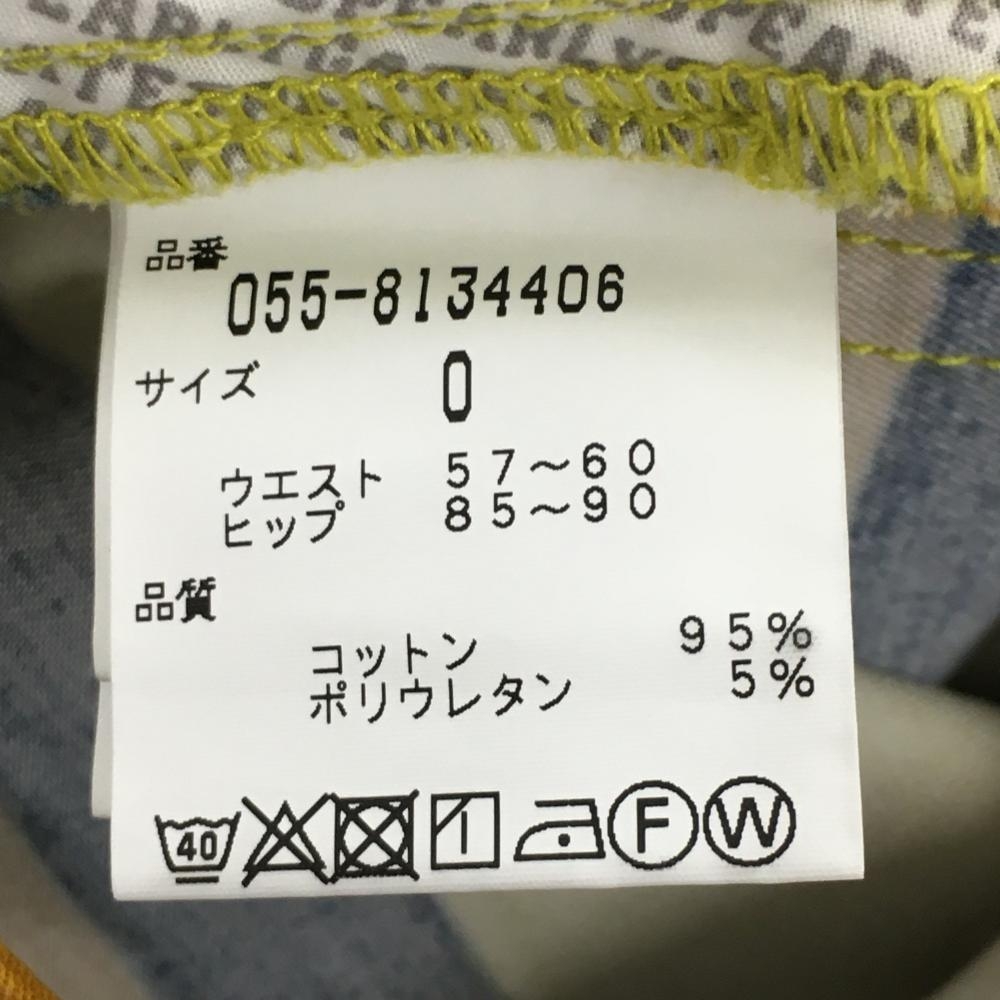 品番
055-8134406
サイズ 0
ウエスト 57～60
ヒップ 85～90
品質
コットン 95%
ポリウレタン 5%
40 F W